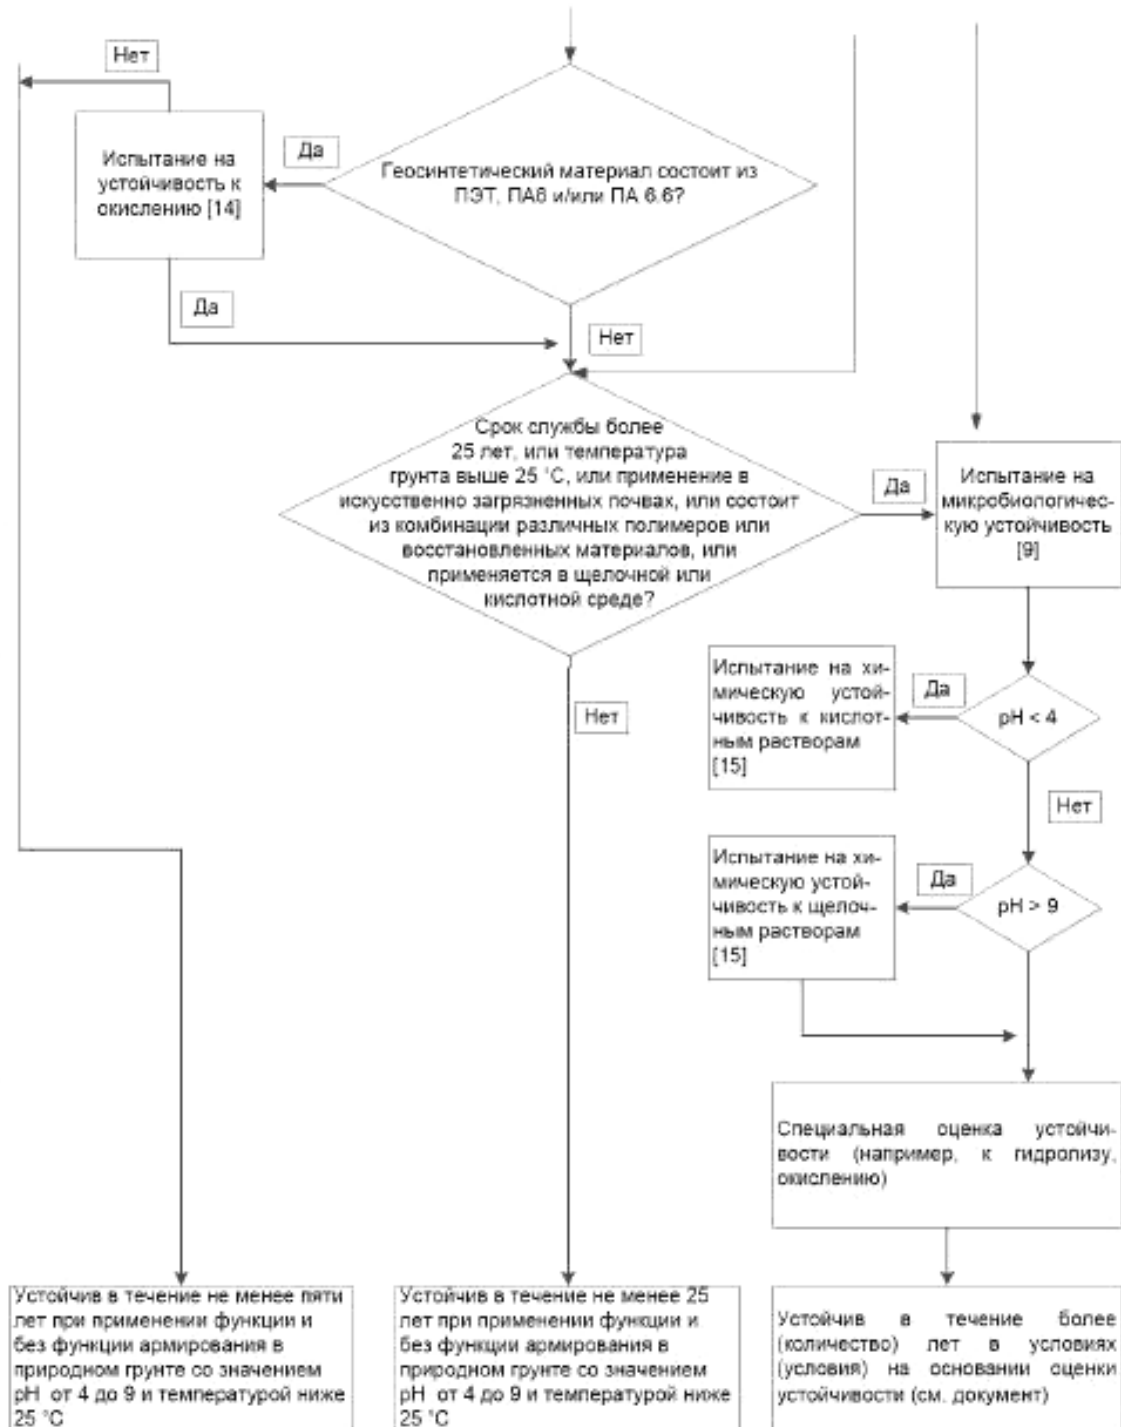 Нет
Испытание на
устойчивость к
окислению [14]
Да
Геосинтетический материал состоит из
ПЭТ, ПА6 и/или ПА 6.6?
Да
Нет
Срок службы более
25 лет, или температура
грунта выше 25 °C, или применение в
искусственно загрязненных почвах, или состоит
из комбинации различных полимеров или
восстановленных материалов, или
применяется в щелочной или
кислотной среде?
Да
Испытание на
микробиологичес-
кую устойчивость
[9]
Нет
Испытание на хи-
мическую устой-
чивость к кислот-
ным растворам
[15]
Да
pH < 4
Нет
Испытание на хи-
мическую устой-
чивость к щелоч-
ным растворам
[15]
Да
pH > 9
Специальная оценка устойчи-
вости (например, к гидролизу,
окислению)
Устойчив в течение не менее пяти
лет при применении функции и
без функции армирования в
природном грунте со значением
pH от 4 до 9 и температурой ниже
25 °C
Устойчив в течение не менее 25
лет при применении функции и
без функции армирования в
природном грунте со значением
pH от 4 до 9 и температурой ниже
25 °C
Устойчив в течение более
(количество) лет в условиях
(условия) на основании оценки
устойчивости (см. документ)